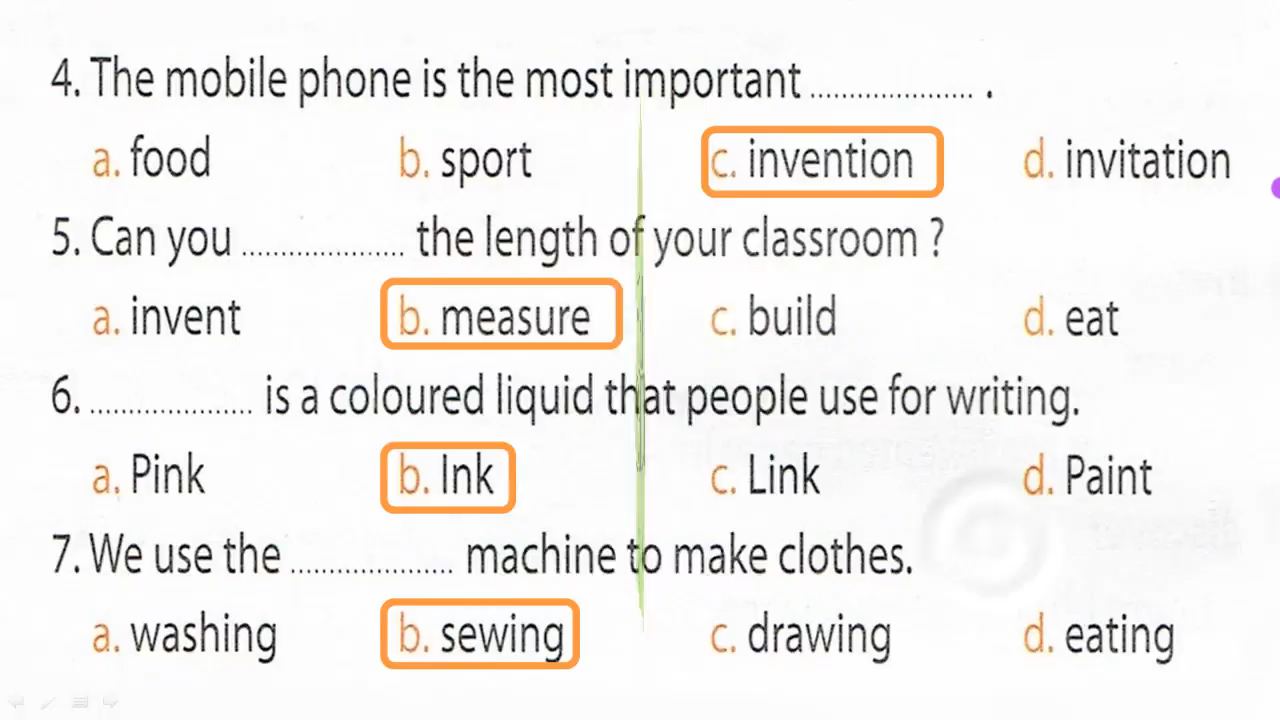 4. The mobile phone is the most important ..................... .
a. food b. sport c. invention d. invitation
5. Can you ..................... the length of your classroom ?
a. invent b. measure c. build d. eat
6. ..................... is a coloured liquid that people use for writing.
a. Pink b. Ink c. Link d. Paint
7. We use the ..................... machine to make clothes.
a. washing b. sewing c. drawing d. eating